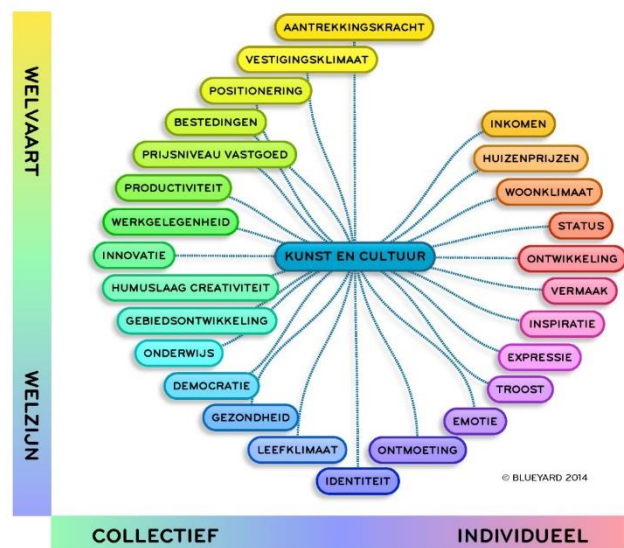 AANTREKKINGSKRACHT
VESTIGINGSKLIMAAT
POSITIONERING
BESTEDINGEN
PRIJSNIVEAU VASTGOED
PRODUCTIVITEIT
WERKGELEGENHEID
INNOVATIE
HUMUSLAAG CREATIVITEIT
GEBIEDSONTWIKKELING
ONDERWIJS
DEMOCRATIE
GEZONDHEID
LEEFKLIMAAT
IDENTITEIT
KUNST EN CULTUUR
INKOMEN
HUIZENPRIJZEN
WOONKLIMAAT
STATUS
ONTWIKKELING
VERMAAK
INSPIRATIE
EXPRESSIE
TROOST
EMOTIE
ONTMOETING
WELVAART
WELZIJN
© BLUEYARD 2014
COLLECTIEF
INDIVIDUEEL